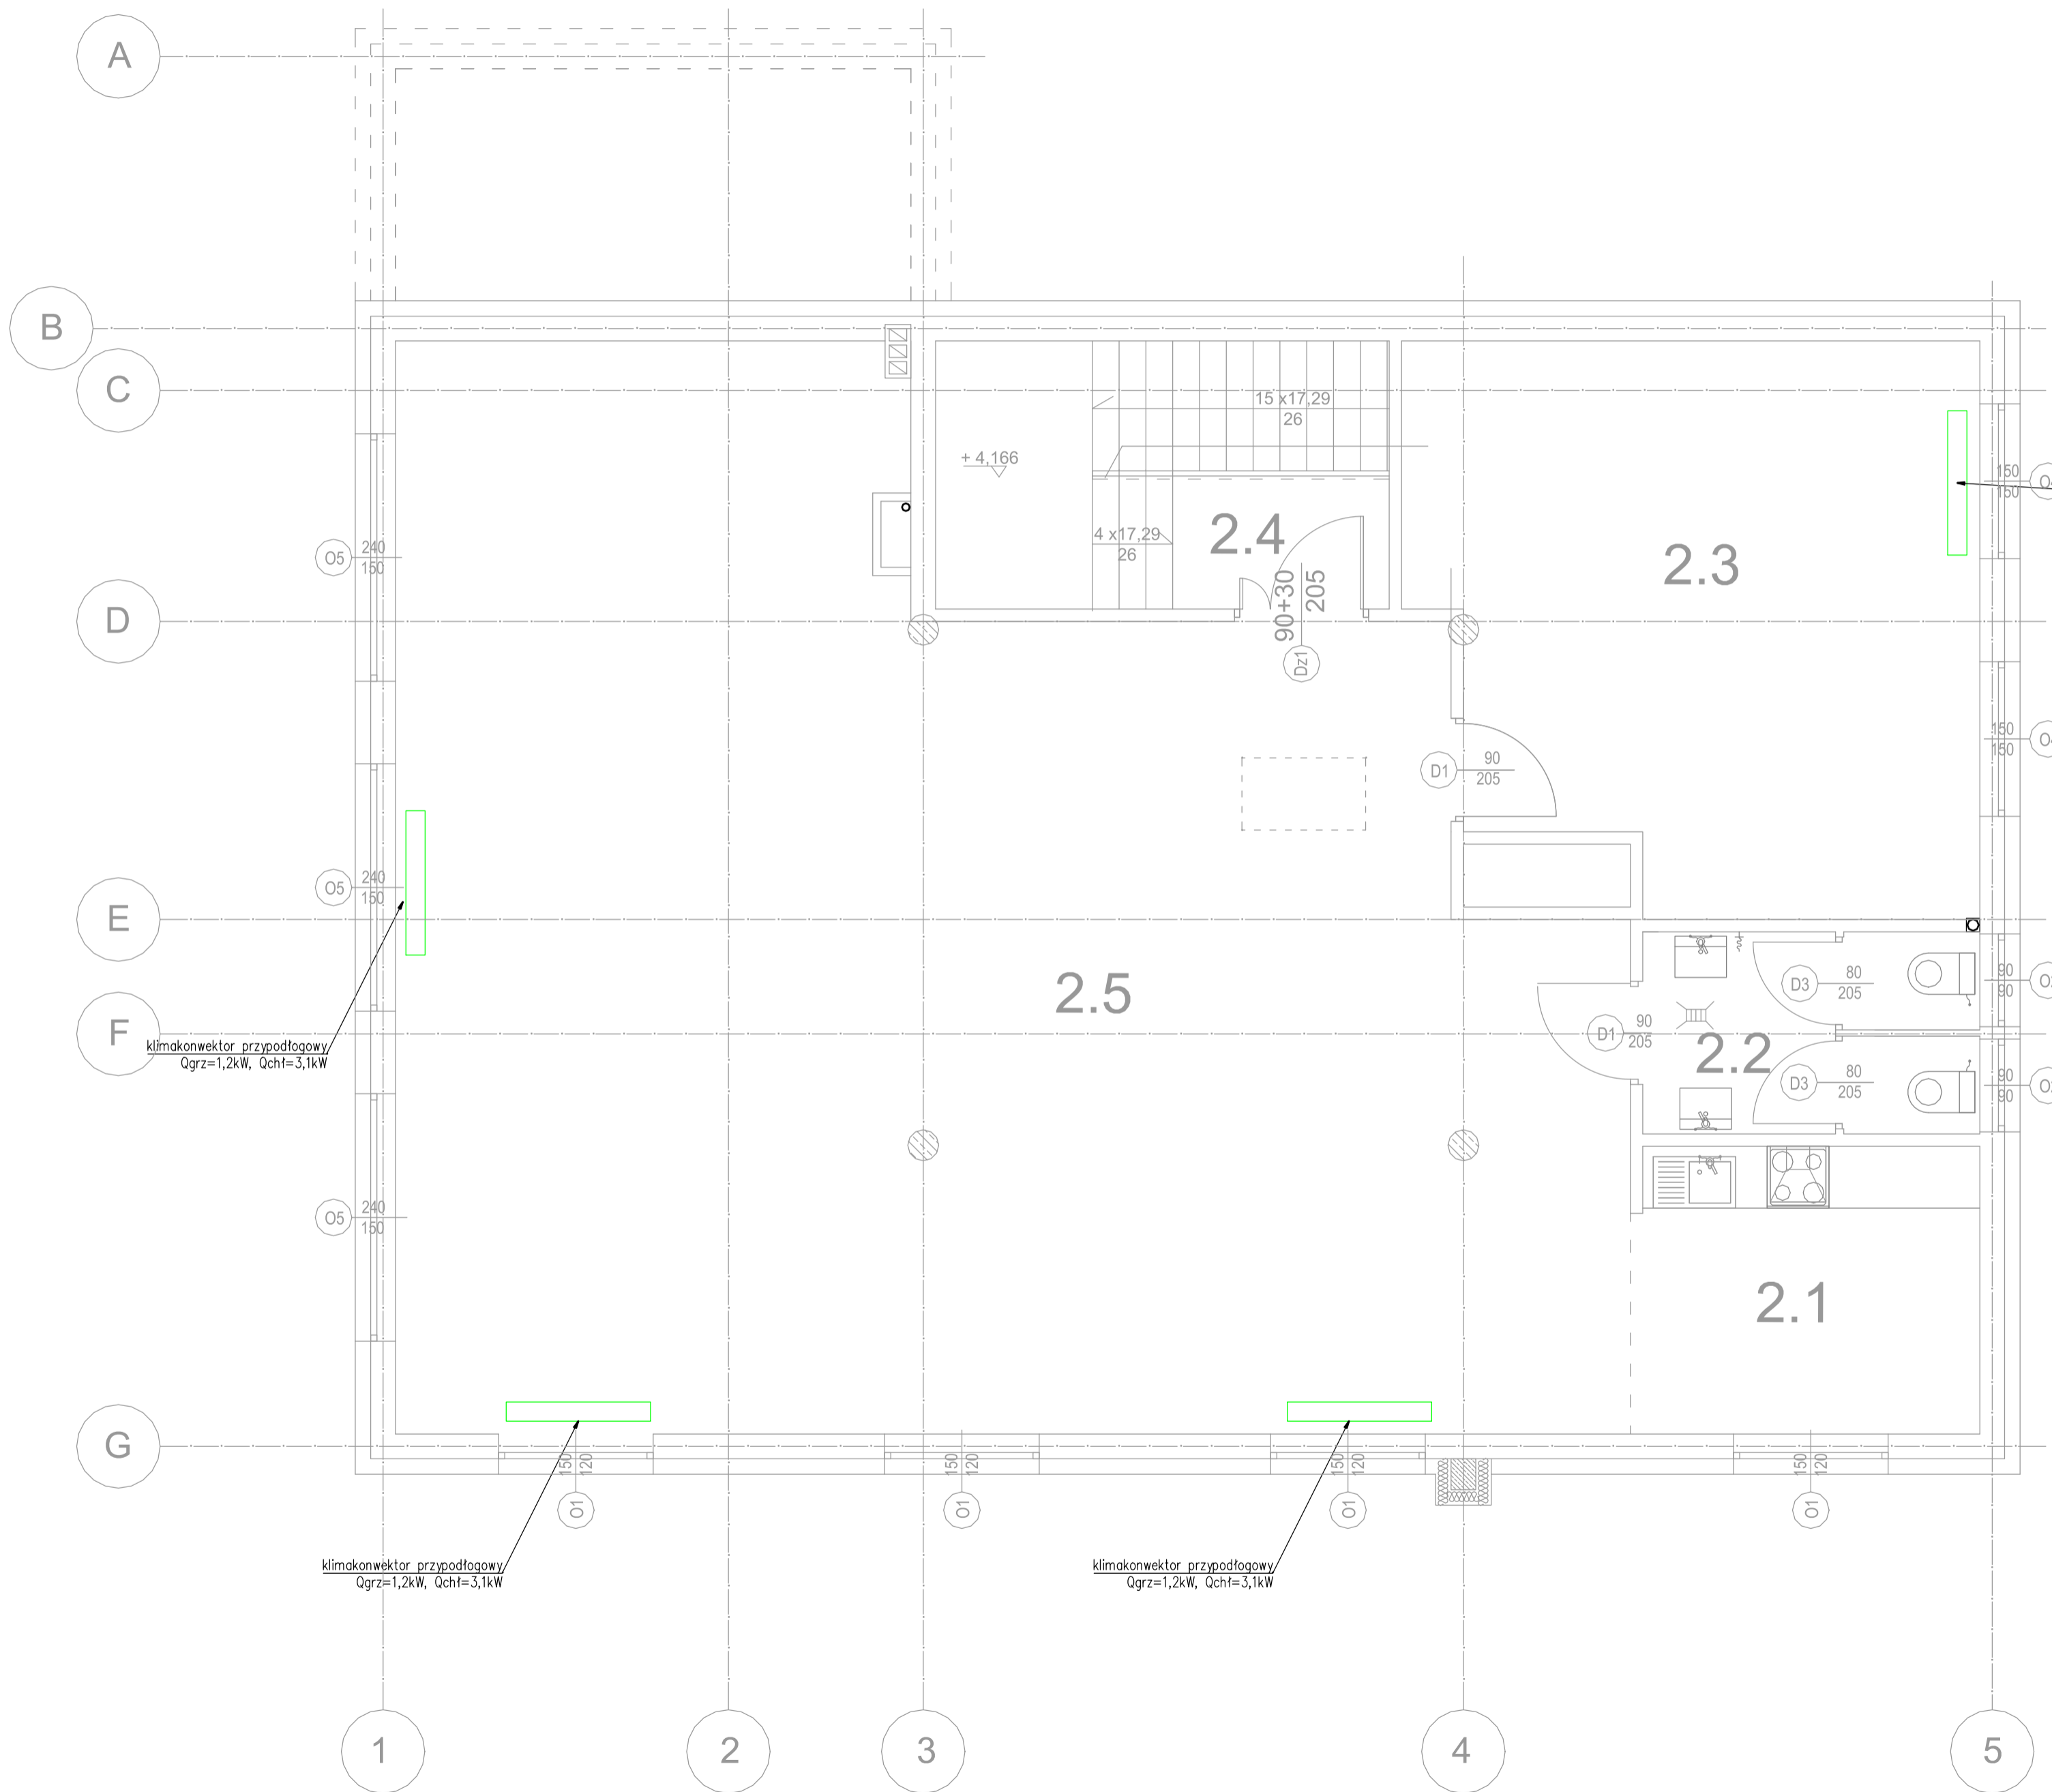 A
B
C
15 x17,29
26
+ 4,166
150
150
4 x17,29
26
2.4
2.3
O5
240
150
90+30
205
D
Dz1
150
150
D1
90
205
O5
240
150
E
2.5
90
90
D3
80
205
F
D1
90
205
2.2
klimakonwektor przypodłogowy
Qgrz=1,2kW, Qchł=3,1kW
D3
80
205
90
90
O5
240
150
2.1
G
150
120
150
120
150
120
150
120
O1
O1
O1
O1
klimakonwektor przypodłogowy
Qgrz=1,2kW, Qchł=3,1kW
klimakonwektor przypodłogowy
Qgrz=1,2kW, Qchł=3,1kW
1
2
3
4
5